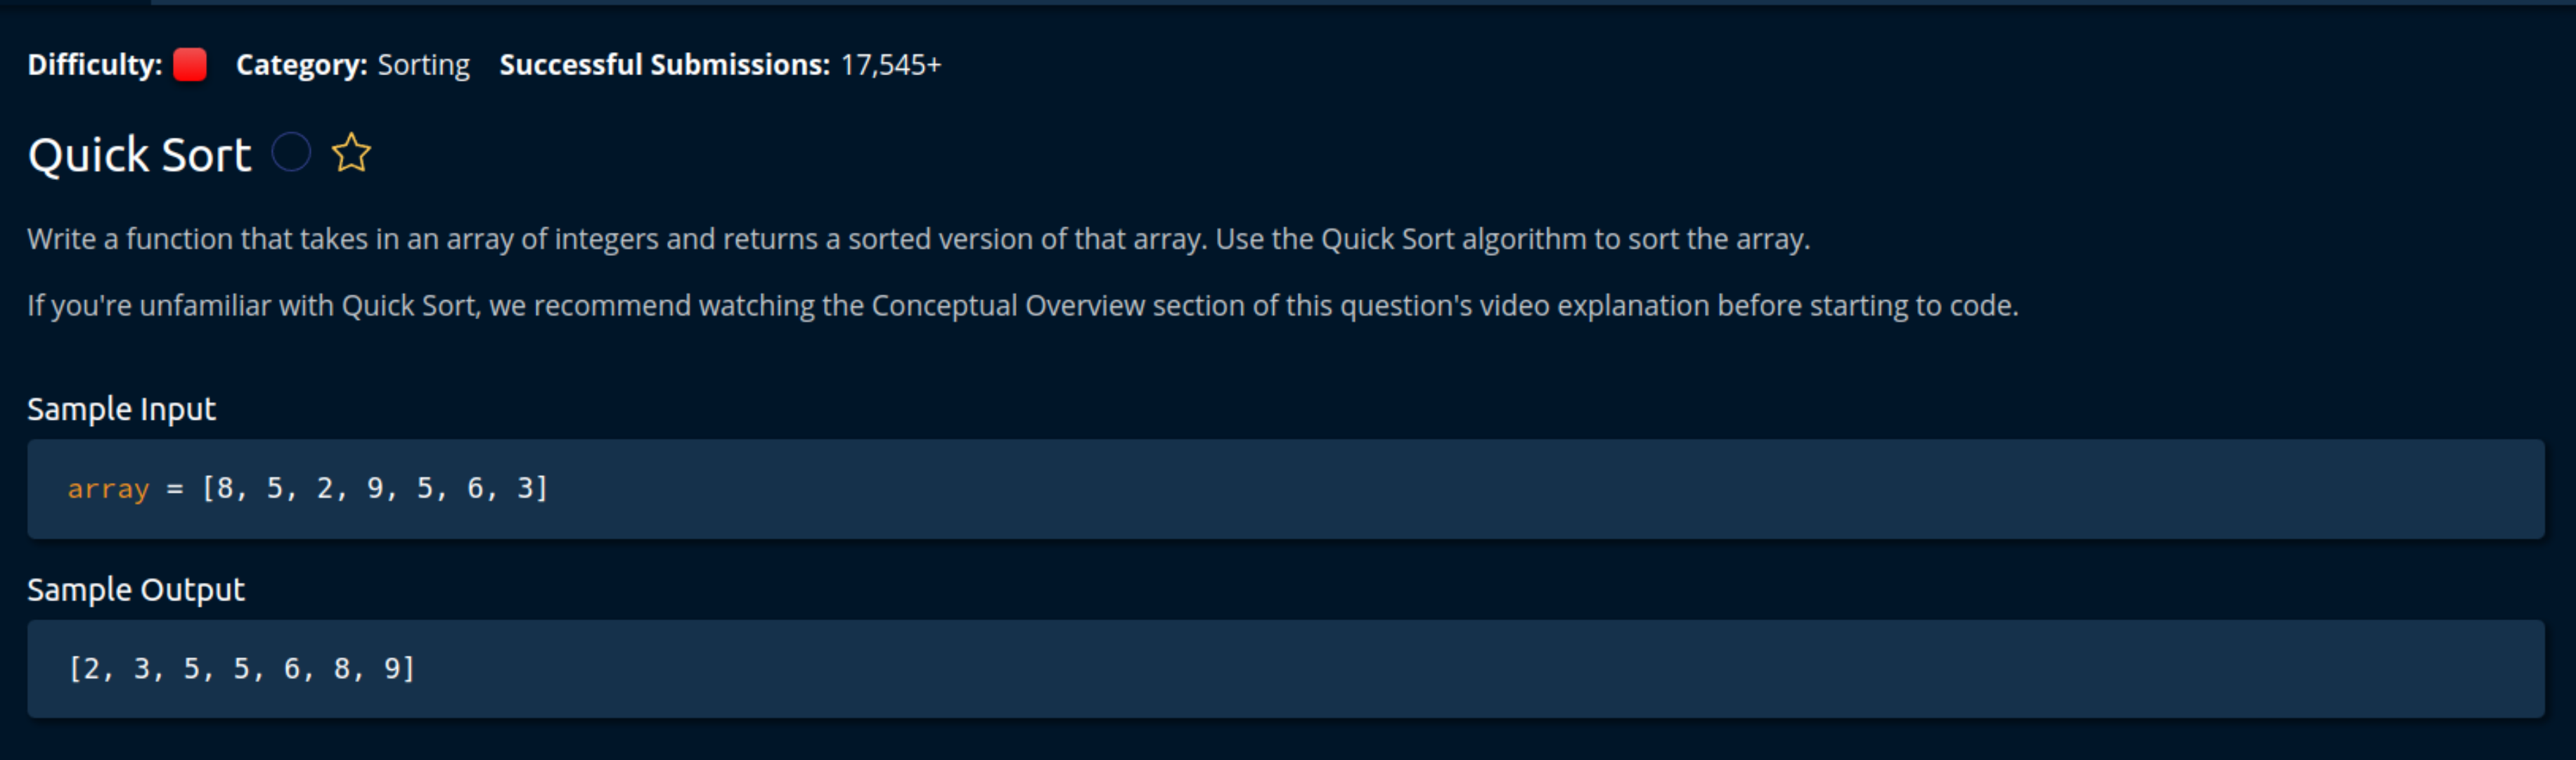 Difficulty: Category: Sorting Successful Submissions: 17,545+
Quick Sort
Write a function that takes in an array of integers and returns a sorted version of that array. Use the Quick Sort algorithm to sort the array.
If you're unfamiliar with Quick Sort, we recommend watching the Conceptual Overview section of this question's video explanation before starting to code.
Sample Input
array = [8, 5, 2, 9, 5, 6, 3]
Sample Output
[2, 3, 5, 5, 6, 8, 9]